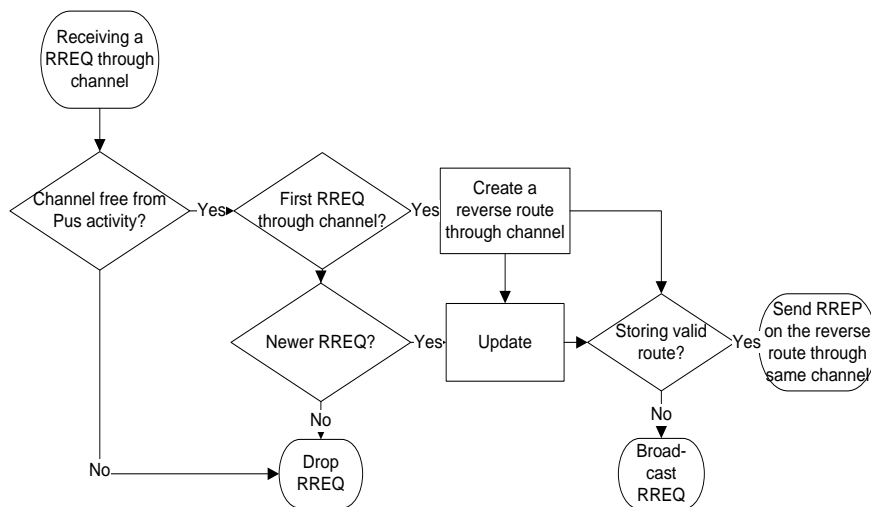 Receiving a
RREQ through
channel
Channel free from
Pus activity?
Yes
First RREQ
through channel?
Yes
Create a
reverse route
through channel
Newer RREQ?
Yes
Update
Storing valid
route?
Yes
Send RREP
on the reverse
route through
same channel
No
No
No
Drop
RREQ
Broad-
cast
RREQ